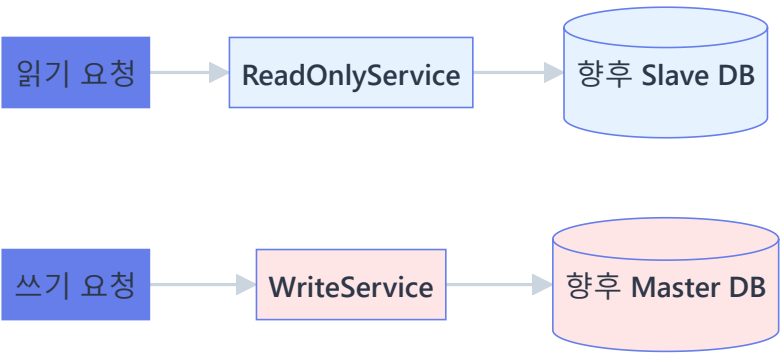 읽기 요청
ReadOnlyService
향후 Slave DB
쓰기 요청
WriteService
향후 Master DB